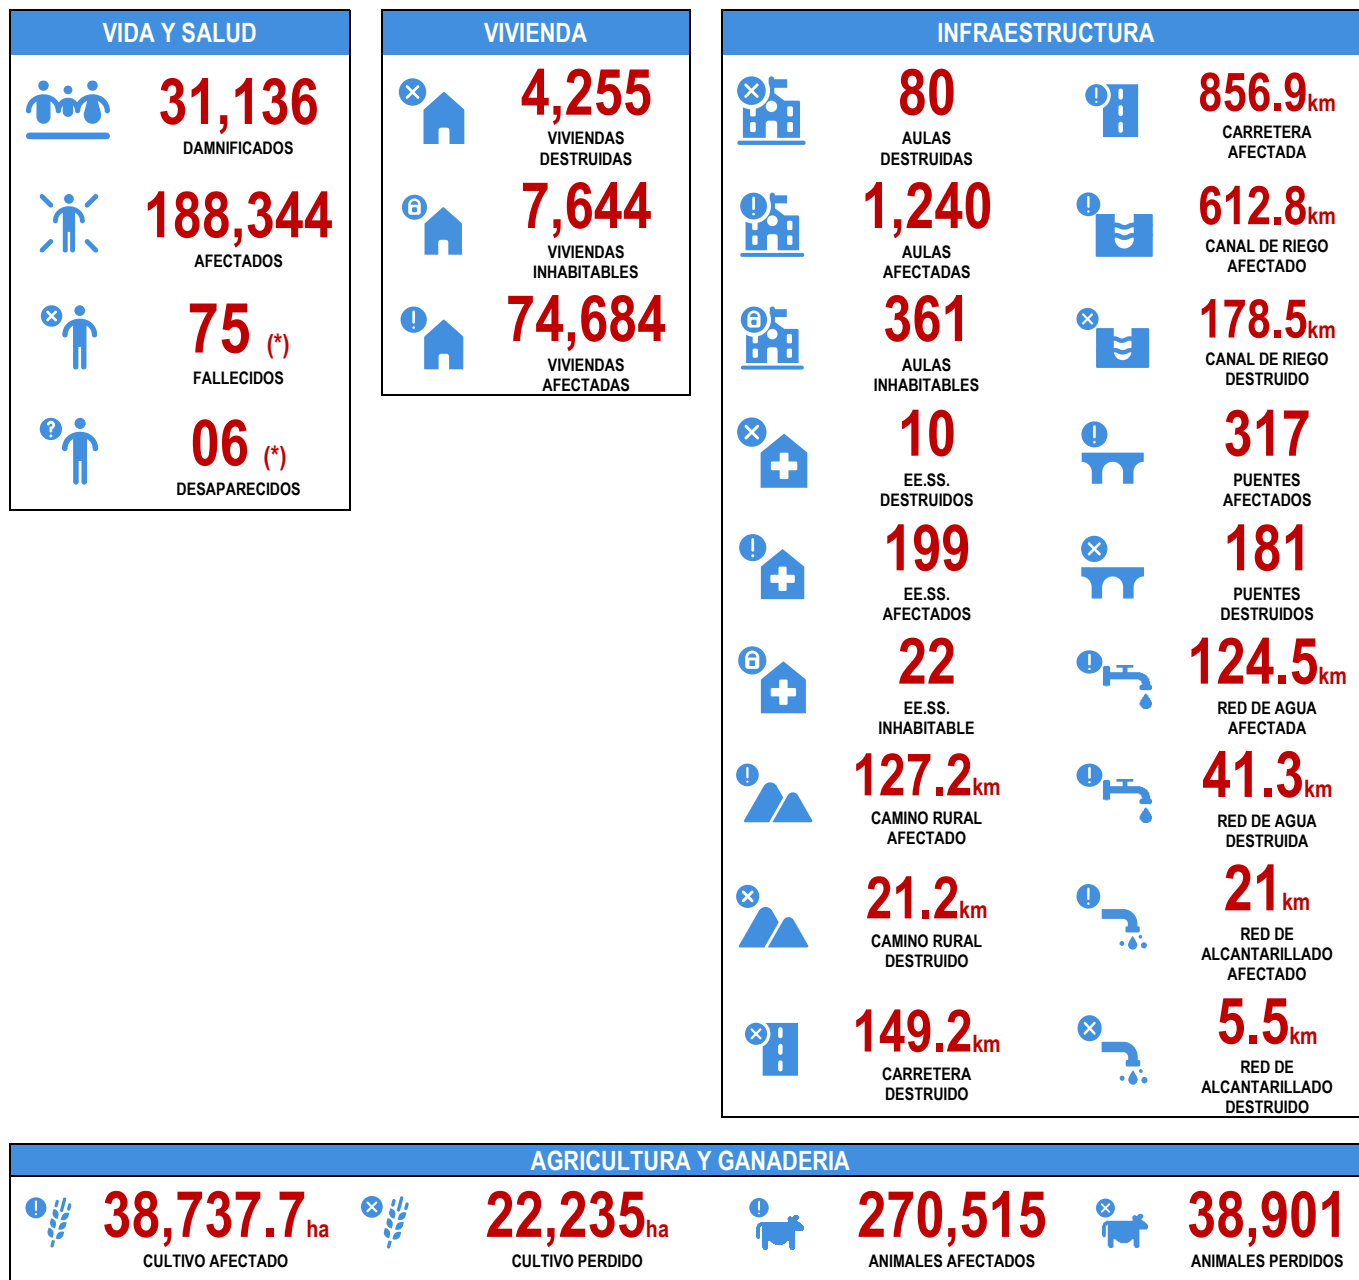 VIDA Y SALUD
31,136
DAMNIFICADOS
188,344
AFECTADOS
75 (*)
FALLECIDOS
06 (*)
DESAPARECIDOS
VIVIENDA
4,255
VIVIENDAS
DESTRUIDAS
7,644
VIVIENDAS
INHABITABLES
74,684
VIVIENDAS
AFECTADAS
INFRAESTRUCTURA
80
AULAS
DESTRUIDAS
1,240
AULAS
AFECTADAS
361
AULAS
INHABITABLES
10
EE.SS.
DESTRUIDOS
199
EE.SS.
AFECTADOS
22
EE.SS.
INHABITABLE
127.2km
CAMINO RURAL
AFECTADO
21.2km
CAMINO RURAL
DESTRUIDO
149.2km
CARRETERA
DESTRUIDO
856.9km
CARRETERA
AFECTADA
612.8km
CANAL DE RIEGO
AFECTADO
178.5km
CANAL DE RIEGO
DESTRUIDO
317
PUENTES
AFECTADOS
181
PUENTES
DESTRUIDOS
124.5km
RED DE AGUA
AFECTADA
41.3km
RED DE AGUA
DESTRUIDA
21km
RED DE
ALCANTARILLADO
AFECTADO
5.5km
RED DE
ALCANTARILLADO
DESTRUIDO
AGRICULTURA Y GANADERIA
38,737.7ha
CULTIVO AFECTADO
22,235ha
CULTIVO PERDIDO
270,515
ANIMALES AFECTADOS
38,901
ANIMALES PERDIDOS